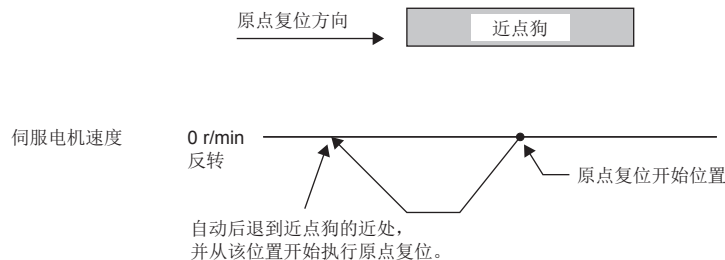 原点复位方向
近点狗
伺服电机速度
0 r/min
反转
原点复位开始位置
自动后退到近点狗的近处，
并从该位置开始执行原点复位。